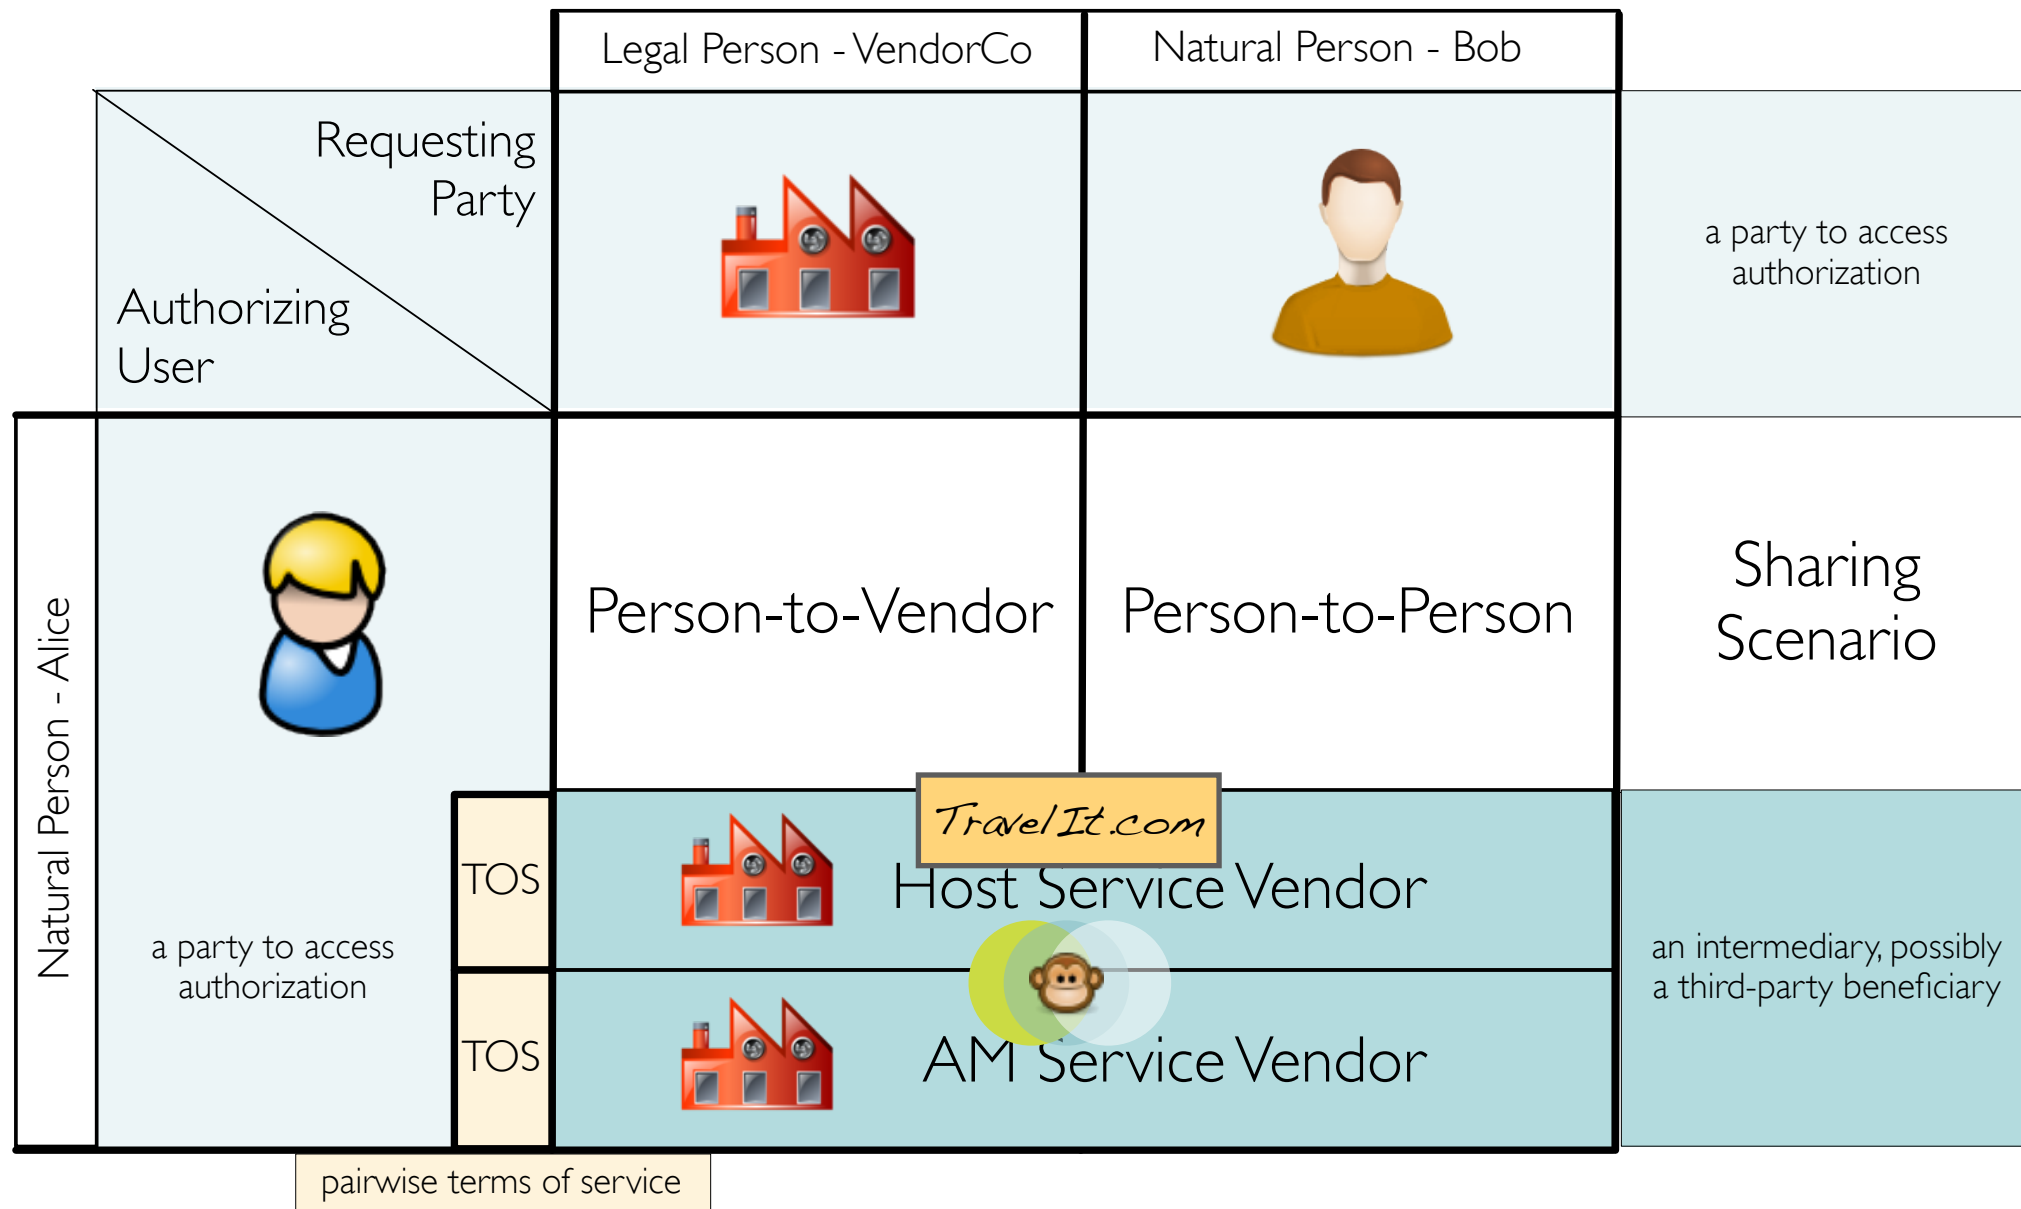 Legal Person - VendorCo
Natural Person - Bob
Requesting
Party
Authorizing
User
a party to access
authorization
Natural Person - Alice
Person-to-Vendor
Person-to-Person
Sharing
Scenario
TravelIt.com
TOS
Host Service Vendor
a party to access
authorization
an intermediary, possibly
a third-party beneficiary
TOS
AM Service Vendor
pairwise terms of service